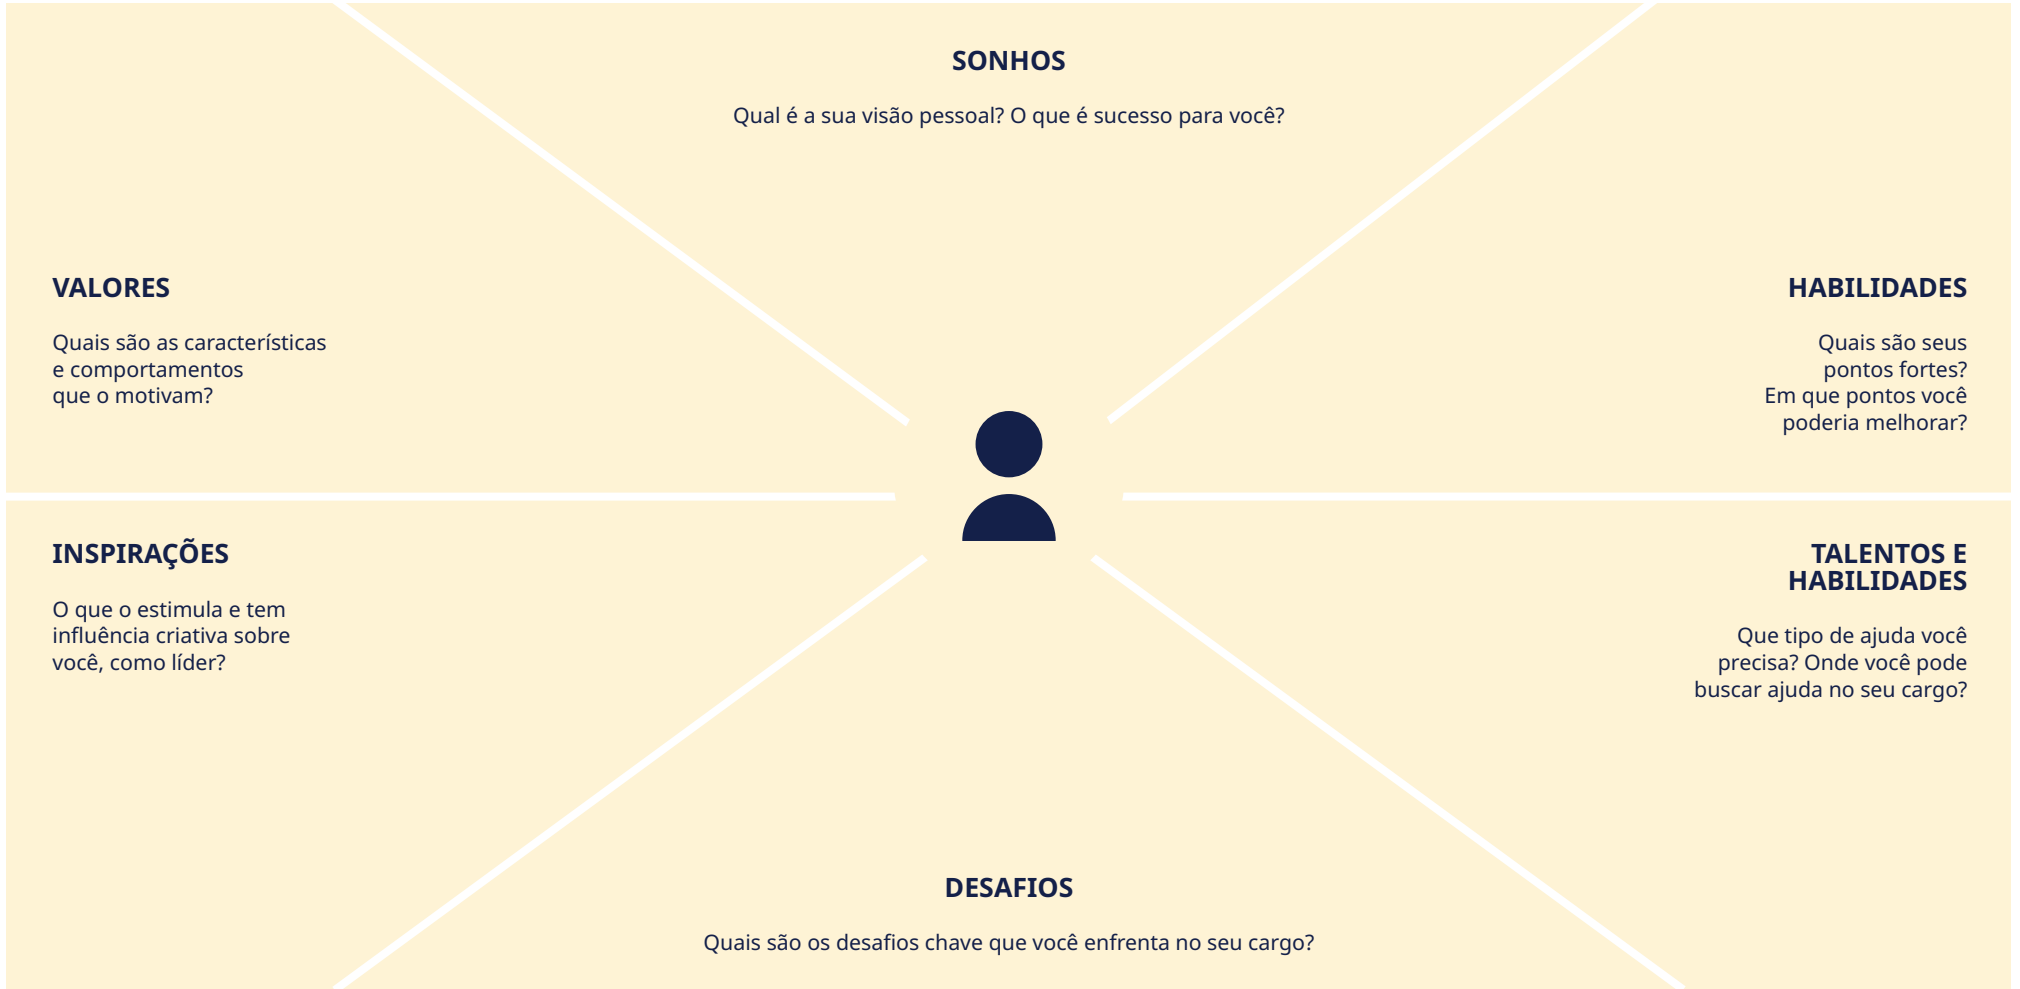 SONHOS
Qual é a sua visão pessoal? O que é sucesso para você?
VALORES
Quais são as características
e comportamentos
que o motivam?
HABILIDADES
Quais são seus
pontos fortes?
Em que pontos você
poderia melhorar?
INSPIRAÇÕES
O que o estimula e tem
influência criativa sobre
você, como líder?
TALENTOS E
HABILIDADES
Que tipo de ajuda você
precisa? Onde você pode
buscar ajuda no seu cargo?
DESAFIOS
Quais são os desafios chave que você enfrenta no seu cargo?